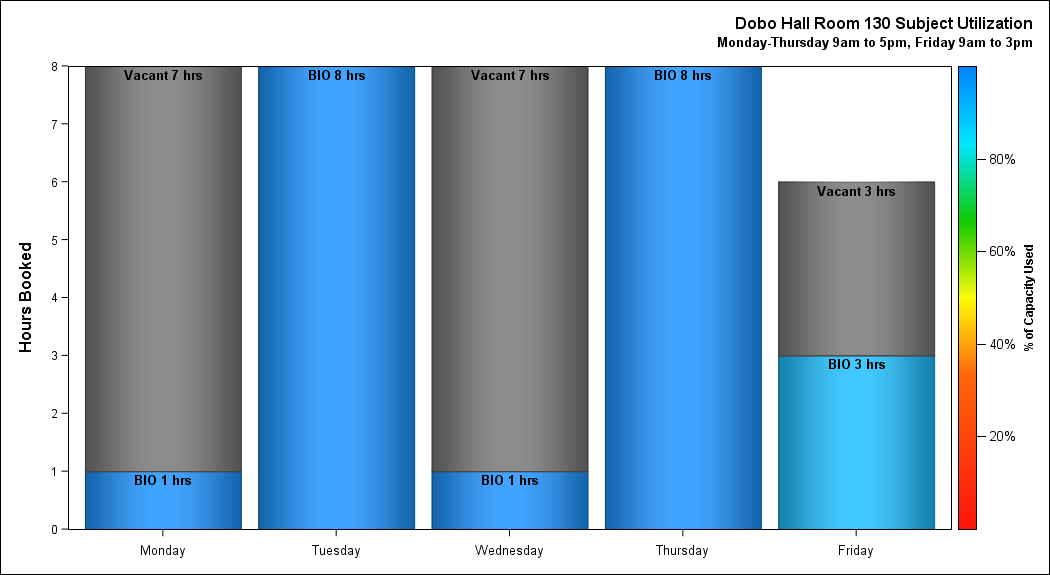 Dobo Hall Room 130 Subject Utilization
Monday-Thursday 9am to 5pm, Friday 9am to 3pm
Hours Booked
8
7
6
5
4
3
2
1
0
Vacant 7 hrs
BIO 1 hrs
BIO 8 hrs
Vacant 7 hrs
BIO 1 hrs
BIO 8 hrs
Vacant 3 hrs
BIO 3 hrs
Monday
Tuesday
Wednesday
Thursday
Friday
80%
60%
40%
20%
% of Capacity Used